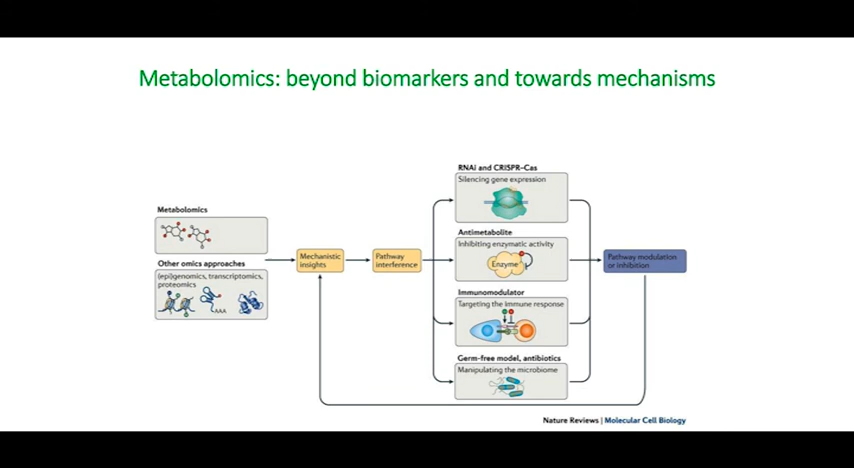 Metabolomics: beyond biomarkers and towards mechanisms
Metabolomics
Other omics approaches
(epi)genomics, transcriptomics,
proteomics
AAA
Mechanistic
insights
Pathway
interference
RNAi and CRISPR–Cas
Silencing gene expression
Antimetabolite
Inhibiting enzymatic activity
Enzyme
Immunomodulator
Targeting the immune response
Germ-free model, antibiotics
Manipulating the microbiome
Pathway modulation
or inhibition
Nature Reviews | Molecular Cell Biology